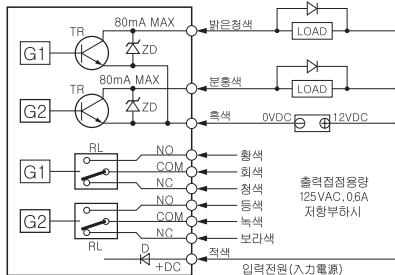 80mA MAX
밝은청색
TR
LOAD
G1
ZD
80mA MAX
분홍색
TR
LOAD
G2
ZD
흑색
0VDC
12VDC
RL
NO
황색
G1
COM
회색
NC
청색
출력접점용량
NO
등색
125VAC, 0,6A
G2
COM
녹색
저항부하시
NC
보라색
RL
D
적색
+DC
입력전원(入力電源)